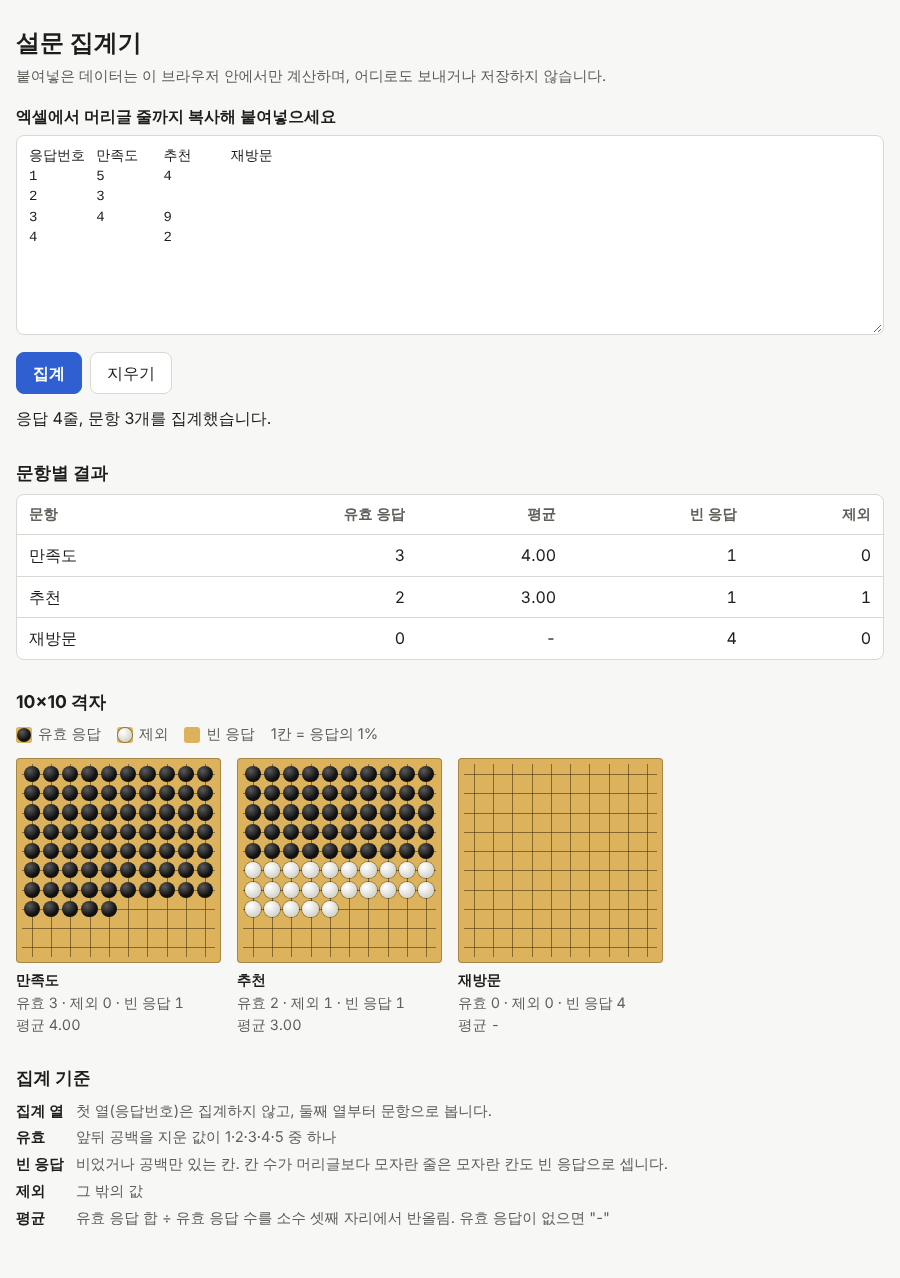 설문 집계기
붙여넣은 데이터는 이 브라우저 안에서만 계산하며, 어디로도 보내거나 저장하지 않습니다.
엑셀에서 머리글 줄까지 복사해 붙여넣으세요
응답번호 만족도 추천 재방문
1 5 4
2 3
3 4 9
4 2
집계 지우기
응답 4줄, 문항 3개를 집계했습니다.
문항별 결과
문항 유효 응답 평균 빈 응답 제외
만족도 3 4.00 1 0
추천 2 3.00 1 1
재방문 0 - 4 0
10×10 격자
유효 응답 제외 빈 응답 1칸 = 응답의 1%
만족도 추천 재방문
유효 3 · 제외 0 · 빈 응답 1 유효 2 · 제외 1 · 빈 응답 1 유효 0 · 제외 0 · 빈 응답 4
평균 4.00 평균 3.00 평균 -
집계 기준
집계 열 첫 열(응답번호)은 집계하지 않고, 둘째 열부터 문항으로 봅니다.
유효 앞뒤 공백을 지운 값이 1·2·3·4·5 중 하나
빈 응답 비었거나 공백만 있는 칸. 칸 수가 머리글보다 모자란 줄은 모자란 칸도 빈 응답으로 셉니다.
제외 그 밖의 값
평균 유효 응답 합 ÷ 유효 응답 수를 소수 셋째 자리에서 반올림. 유효 응답이 없으면 "-"